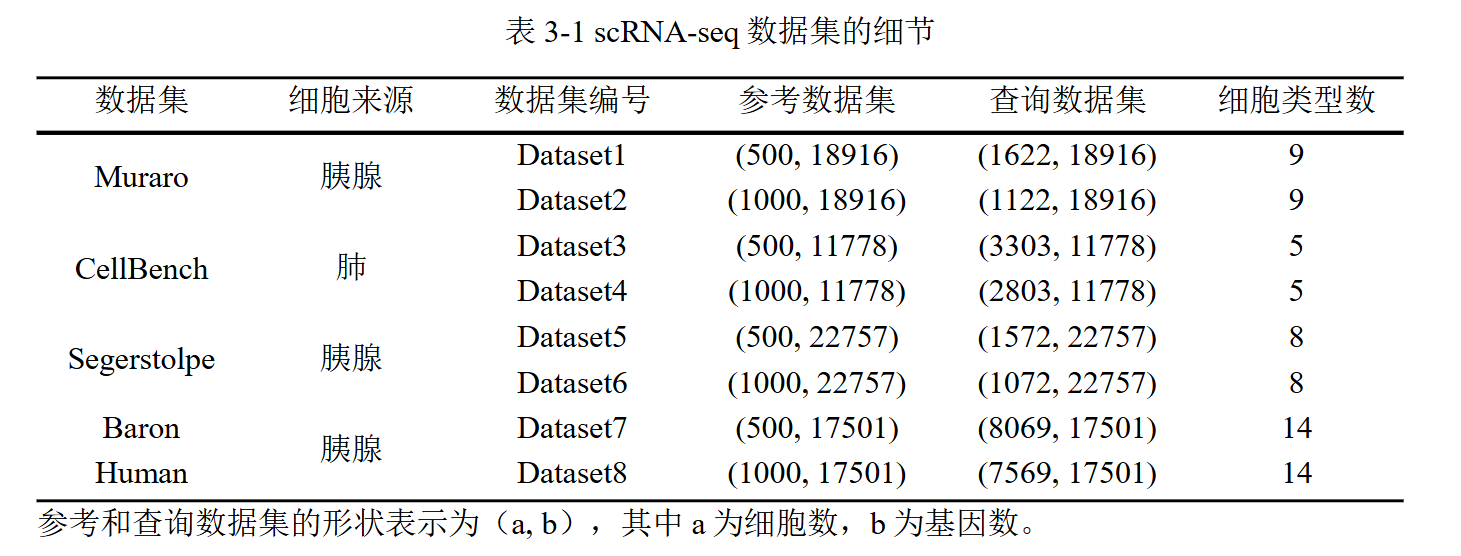 表 3-1 scRNA-seq 数据集的细节
数据集 细胞来源 数据集编号 参考数据集 查询数据集 细胞类型数
Muraro 胰腺 Dataset1 (500, 18916) (1622, 18916) 9
Dataset2 (1000, 18916) (1122, 18916) 9
CellBench 肺 Dataset3 (500, 11778) (3303, 11778) 5
Dataset4 (1000, 11778) (2803, 11778) 5
Segerstolpe 胰腺 Dataset5 (500, 22757) (1572, 22757) 8
Dataset6 (1000, 22757) (1072, 22757) 8
Baron 胰腺 Dataset7 (500, 17501) (8069, 17501) 14
Human Dataset8 (1000, 17501) (7569, 17501) 14
参考和查询数据集的形状表示为（a, b），其中 a 为细胞数，b 为基因数。